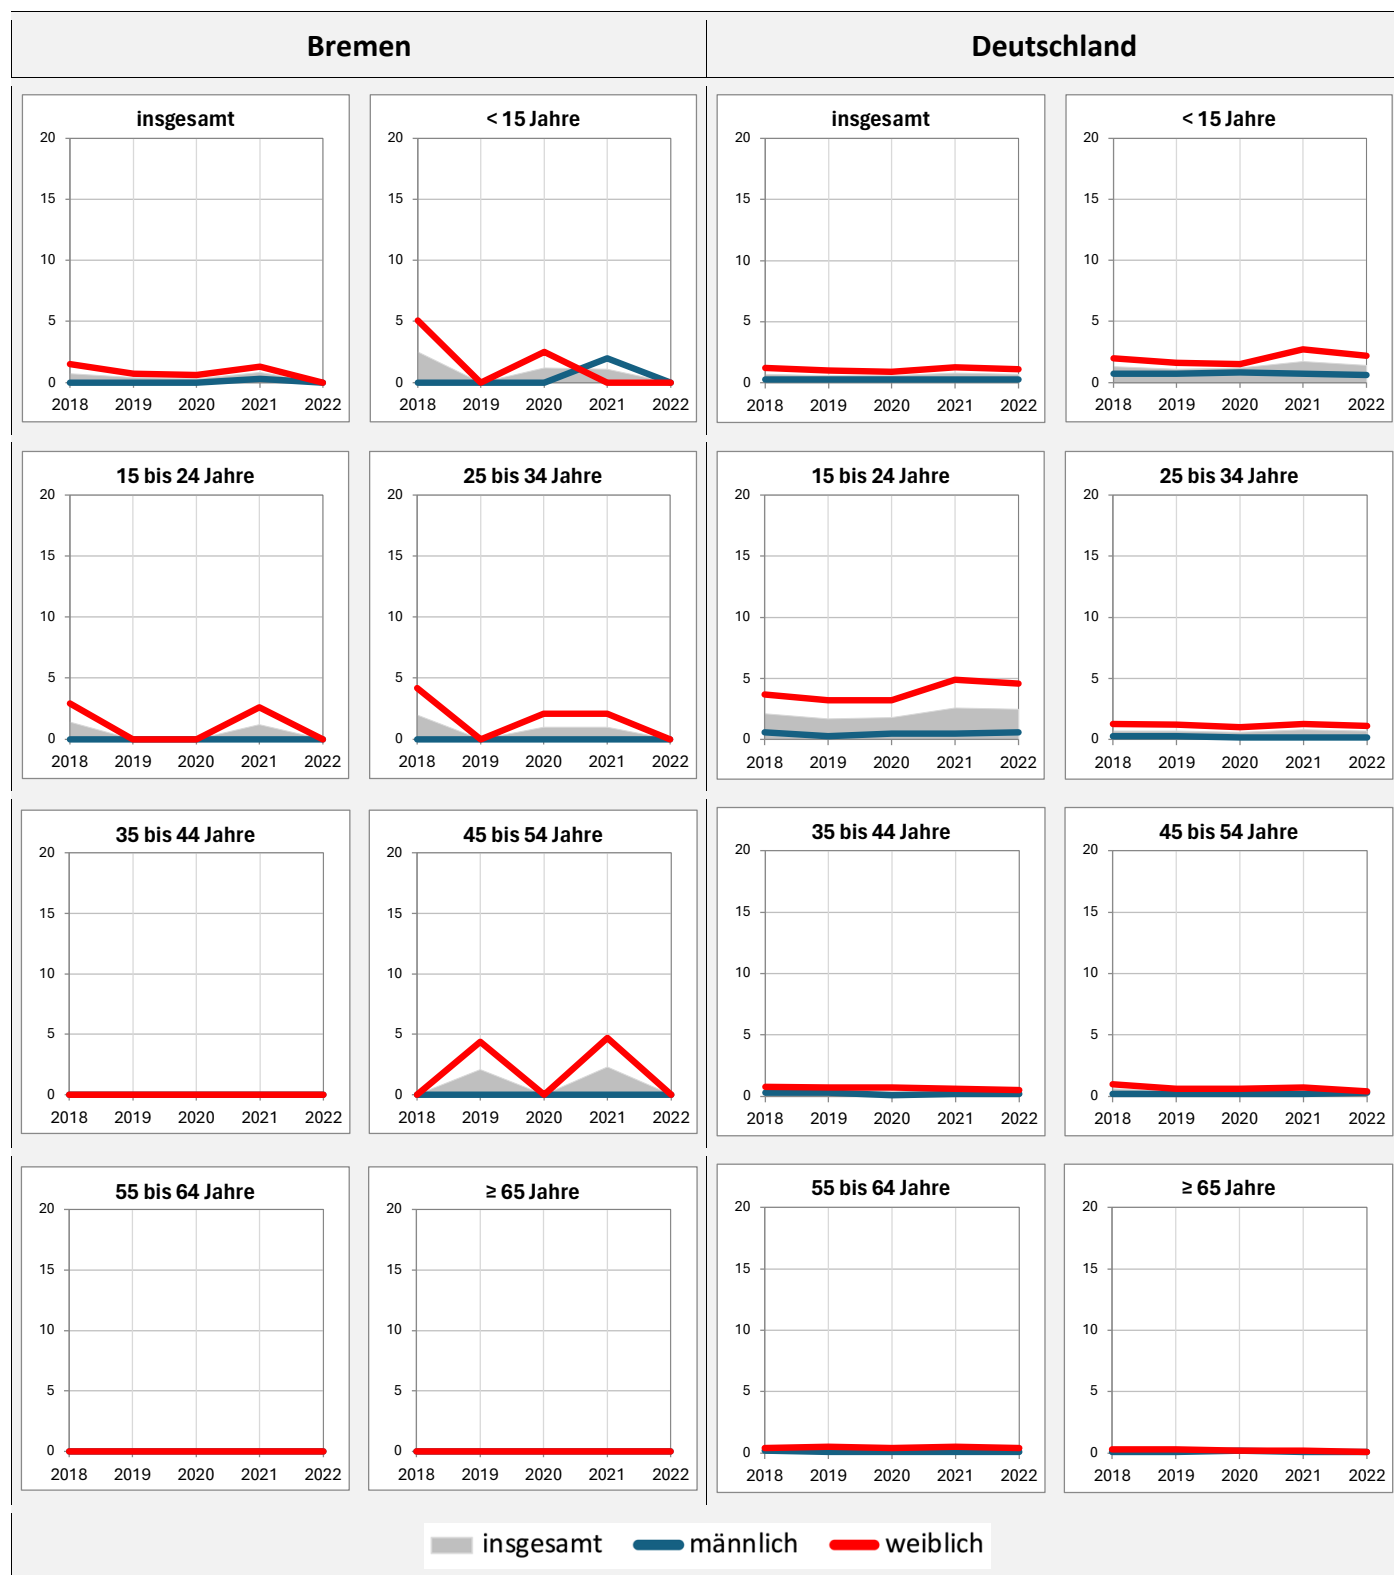 Bremen Deutschland
insgesamt < 15 Jahre insgesamt < 15 Jahre
20 20 20 20
15 15 15 15
10 10 10 10
5 5 5 5
0 0 0 0
2018 2019 2020 2021 2022 2018 2019 2020 2021 2022 2018 2019 2020 2021 2022 2018 2019 2020 2021 2022
15 bis 24 Jahre 25 bis 34 Jahre 15 bis 24 Jahre 25 bis 34 Jahre
20 20 20 20
15 15 15 15
10 10 10 10
5 5 5 5
0 0 0 0
2018 2019 2020 2021 2022 2018 2019 2020 2021 2022 2018 2019 2020 2021 2022 2018 2019 2020 2021 2022
35 bis 44 Jahre 45 bis 54 Jahre 35 bis 44 Jahre 45 bis 54 Jahre
20 20 20 20
15 15 15 15
10 10 10 10
5 5 5 5
0 0 0 0
2018 2019 2020 2021 2022 2018 2019 2020 2021 2022 2018 2019 2020 2021 2022 2018 2019 2020 2021 2022
55 bis 64 Jahre ≥ 65 Jahre 55 bis 64 Jahre ≥ 65 Jahre
20 20 20 20
15 15 15 15
10 10 10 10
5 5 5 5
0 0 0 0
2018 2019 2020 2021 2022 2018 2019 2020 2021 2022 2018 2019 2020 2021 2022 2018 2019 2020 2021 2022
insgesamt männlich weiblich